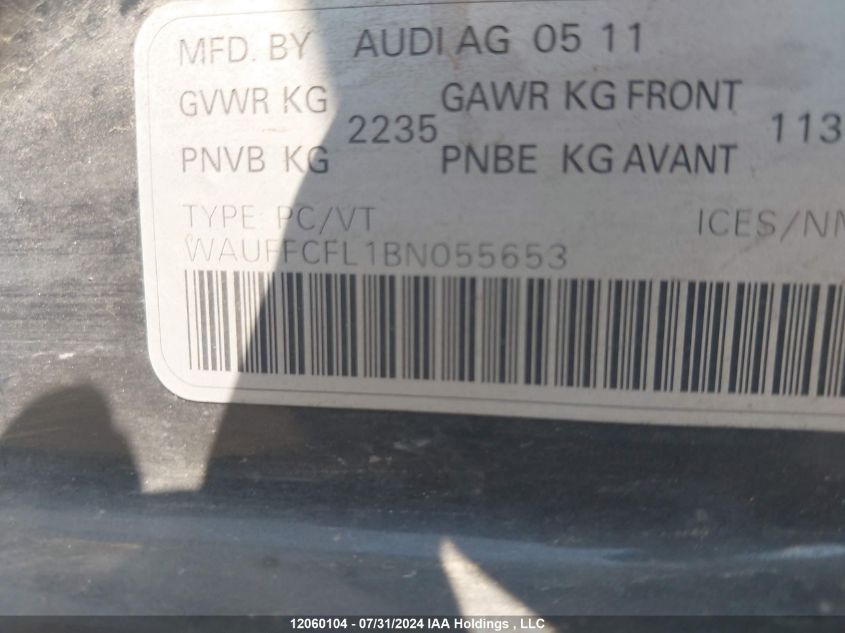 MFD. BY AUDI AG 05 11
GVWR KG GAWR KG FRONT
2235 113
PNVB KG PNBE KG AVANT
TYPE: PC/VT ICES/NM
WAUFFCFL1BN055653
12060104 - 07/31/2024 IAA Holdings , LLC